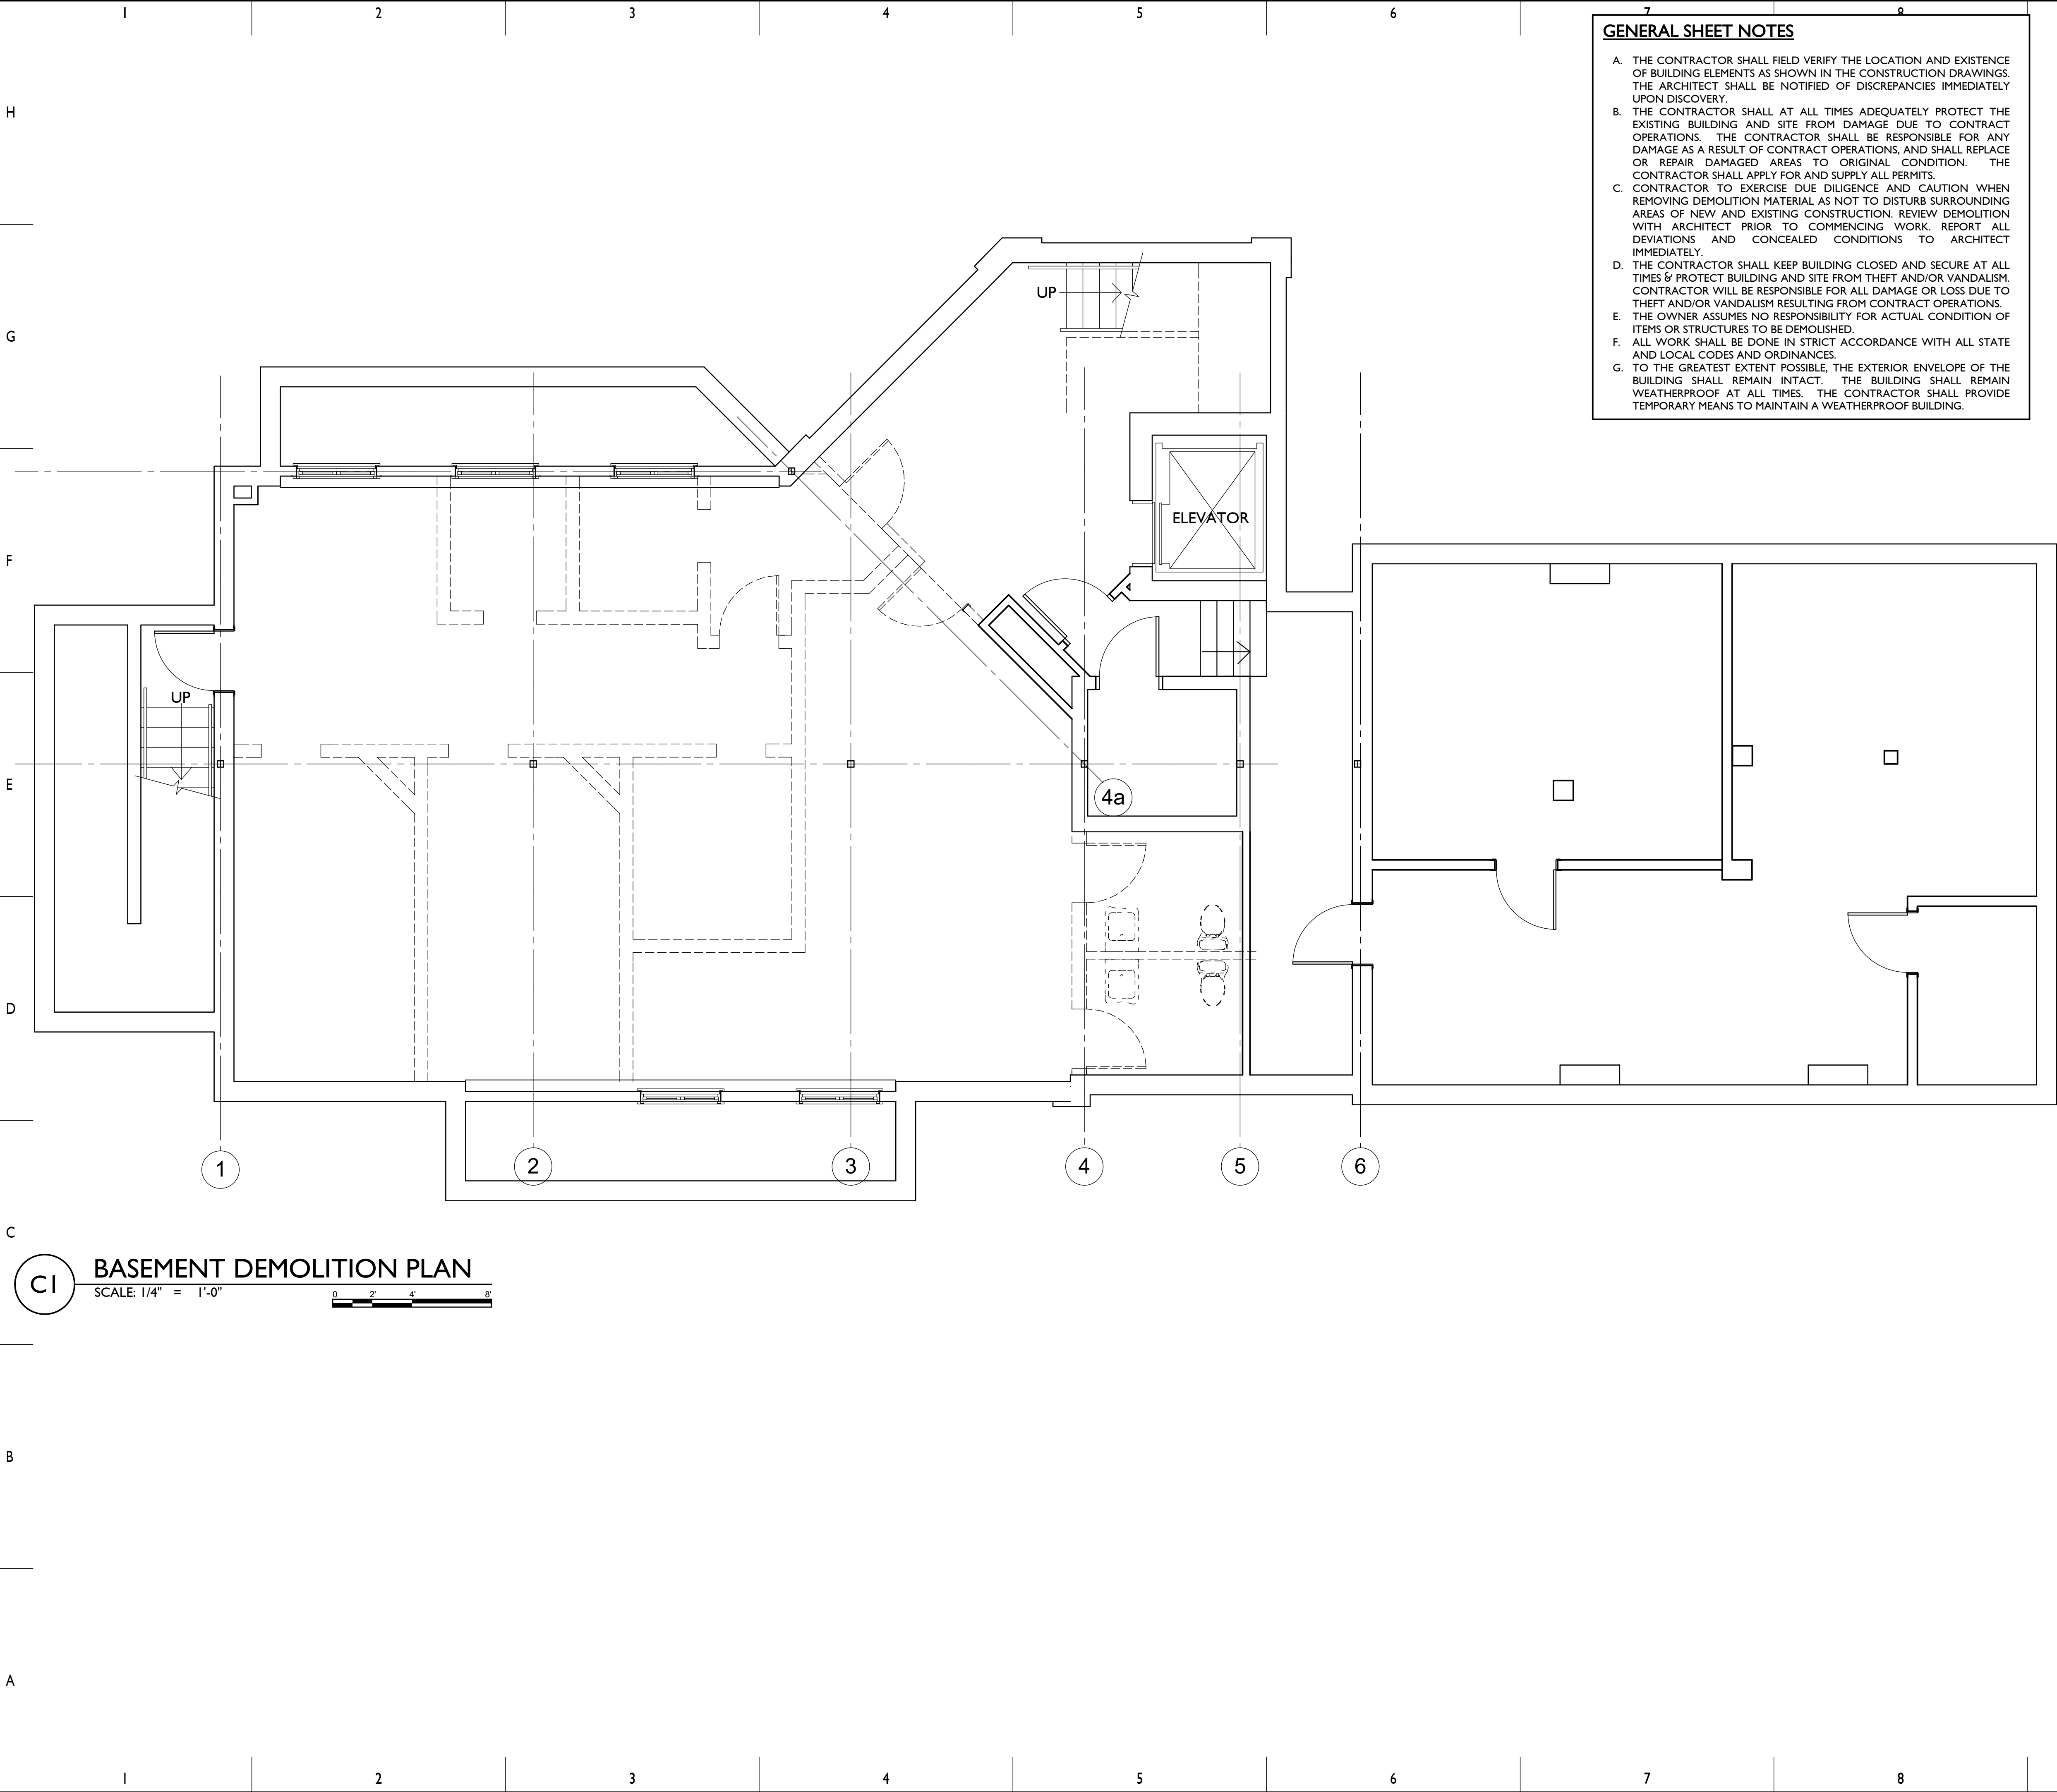 1 2 3 4 5 6 7 8
GENERAL SHEET NOTES
A. THE CONTRACTOR SHALL FIELD VERIFY THE LOCATION AND EXISTENCE
OF BUILDING ELEMENTS AS SHOWN IN THE CONSTRUCTION DRAWINGS.
THE ARCHITECT SHALL BE NOTIFIED OF DISCREPANCIES IMMEDIATELY
UPON DISCOVERY.
B. THE CONTRACTOR SHALL AT ALL TIMES ADEQUATELY PROTECT THE
EXISTING BUILDING AND SITE FROM DAMAGE DUE TO CONTRACT
OPERATIONS. THE CONTRACTOR SHALL BE RESPONSIBLE FOR ANY
DAMAGE AS A RESULT OF CONTRACT OPERATIONS, AND SHALL REPLACE
OR REPAIR DAMAGED AREAS TO ORIGINAL CONDITION. THE
CONTRACTOR SHALL APPLY FOR AND SUPPLY ALL PERMITS.
C. CONTRACTOR TO EXERCISE DUE DILIGENCE AND CAUTION WHEN
REMOVING DEMOLITION MATERIAL AS NOT TO DISTURB SURROUNDING
AREAS OF NEW AND EXISTING CONSTRUCTION. REVIEW DEMOLITION
WITH ARCHITECT PRIOR TO COMMENCING WORK. REPORT ALL
DEVIATIONS AND CONCEALED CONDITIONS TO ARCHITECT
IMMEDIATELY.
D. THE CONTRACTOR SHALL KEEP BUILDING CLOSED AND SECURE AT ALL
TIMES & PROTECT BUILDING AND SITE FROM THEFT AND/OR VANDALISM.
CONTRACTOR WILL BE RESPONSIBLE FOR ALL DAMAGE OR LOSS DUE TO
THEFT AND/OR VANDALISM RESULTING FROM CONTRACT OPERATIONS.
E. THE OWNER ASSUMES NO RESPONSIBILITY FOR ACTUAL CONDITION OF
ITEMS OR STRUCTURES TO BE DEMOLISHED.
F. ALL WORK SHALL BE DONE IN STRICT ACCORDANCE WITH ALL STATE
AND LOCAL CODES AND ORDINANCES.
G. TO THE GREATEST EXTENT POSSIBLE, THE EXTERIOR ENVELOPE OF THE
BUILDING SHALL REMAIN INTACT. THE BUILDING SHALL REMAIN
WEATHERPROOF AT ALL TIMES. THE CONTRACTOR SHALL PROVIDE
TEMPORARY MEANS TO MAINTAIN A WEATHERPROOF BUILDING.
H
UP
G
ELEVATOR
F
UP
E
4a
D
1 2 3 4 5 6
C
C1
BASEMENT DEMOLITION PLAN
SCALE: 1/4" = 1'-0"
0 2' 4' 8'
B
A
1 2 3 4 5 6 7 8